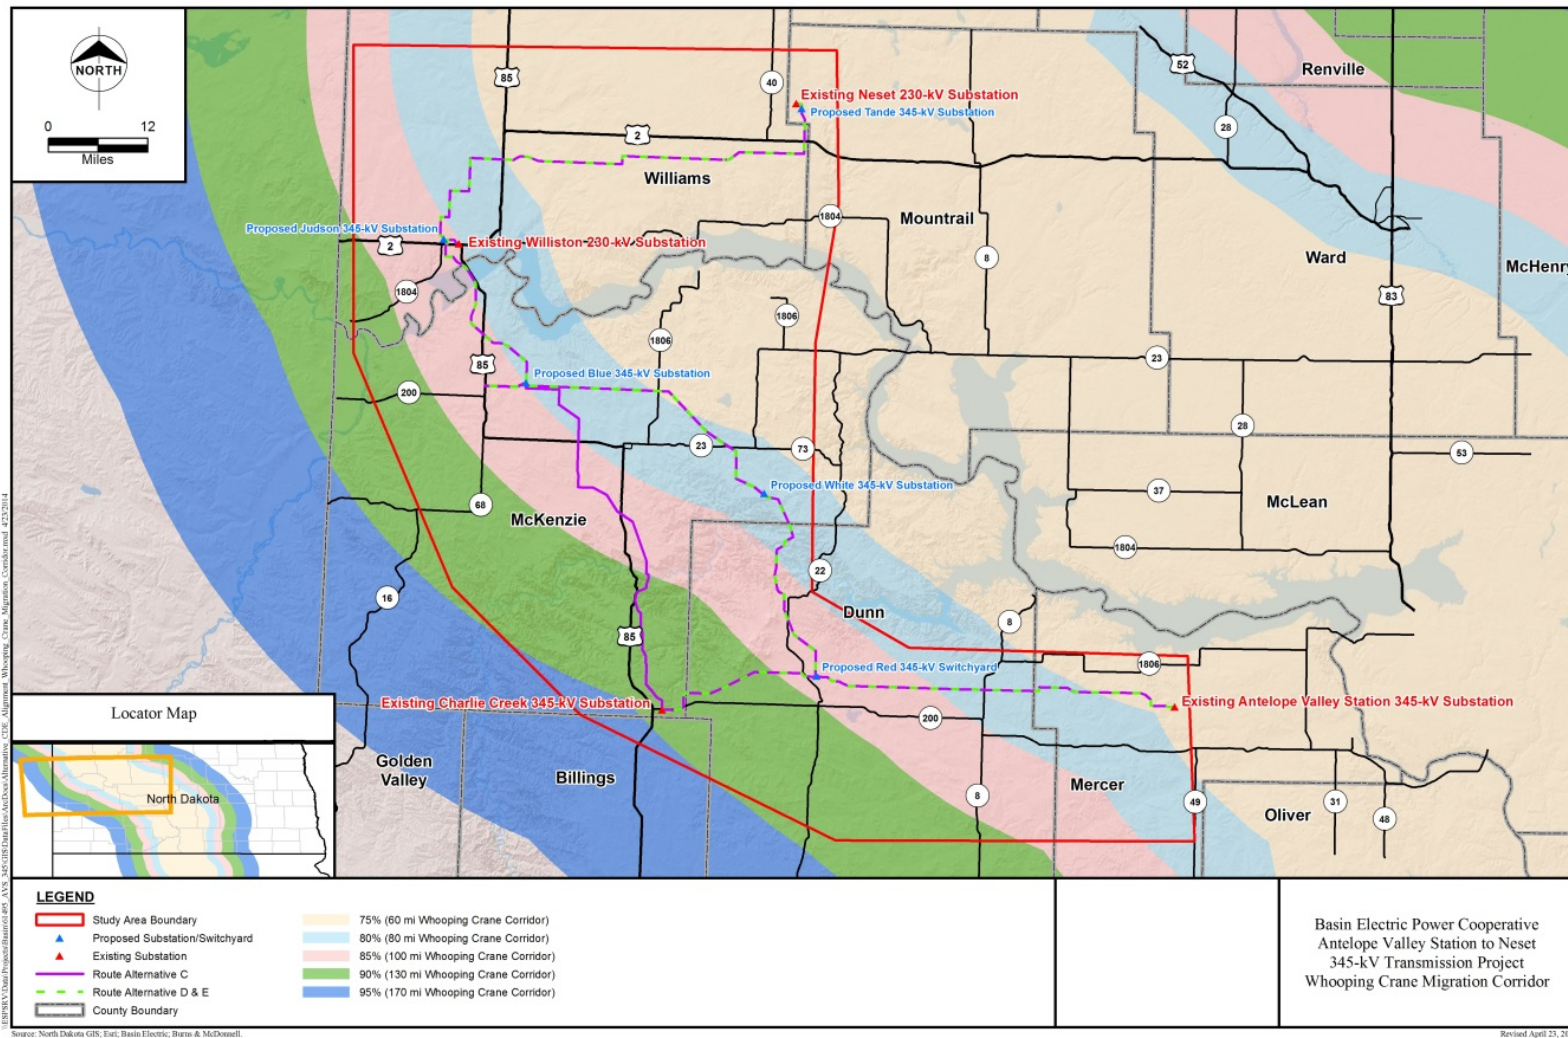 NORTH
0 12
Miles
85
40
52
Renville
Existing Neset 230-kV Substation
Proposed Tande 345-kV Substation
28
2
Williams
1804
Mountrail
Proposed Judson 345-kV Substation
2
Existing Williston 230-kV Substation
8
Ward
McHenry
1804
83
1806
1806
85
23
Proposed Blue 345-kV Substation
200
28
23
73
53
Proposed White 345-kV Substation
37
68
McKenzie
McLean
1804
22
16
Dunn
8
85
1806
Proposed Red 345-kV Switchyard
Existing Charlie Creek 345-kV Substation
Existing Antelope Valley Station 345-kV Substation
200
Golden
Valley
Billings
Mercer
8
49
Oliver
31
48
Locator Map
North Dakota
LEGEND
Study Area Boundary
Proposed Substation/Switchyard
Existing Substation
Route Alternative C
Route Alternative D & E
County Boundary
75% (60 mi Whooping Crane Corridor)
80% (80 mi Whooping Crane Corridor)
85% (100 mi Whooping Crane Corridor)
90% (130 mi Whooping Crane Corridor)
95% (170 mi Whooping Crane Corridor)
Basin Electric Power Cooperative
Antelope Valley Station to Neset
345-kV Transmission Project
Whooping Crane Migration Corridor
Source: North Dakota GIS; Esri; Basin Electric; Burns & McDonnell.
Revised April 23, 20